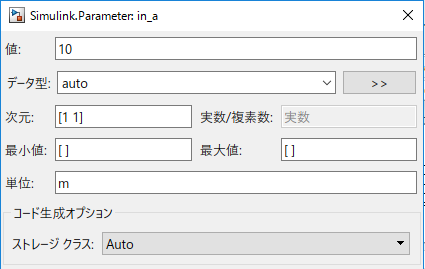 Simulink.Parameter: in_a
値: 10
データ型: auto >>
次元: [1 1] 実数/複素数: 実数
最小値: [ ] 最大値: [ ]
単位: m
コード生成オプション
ストレージ クラス: Auto